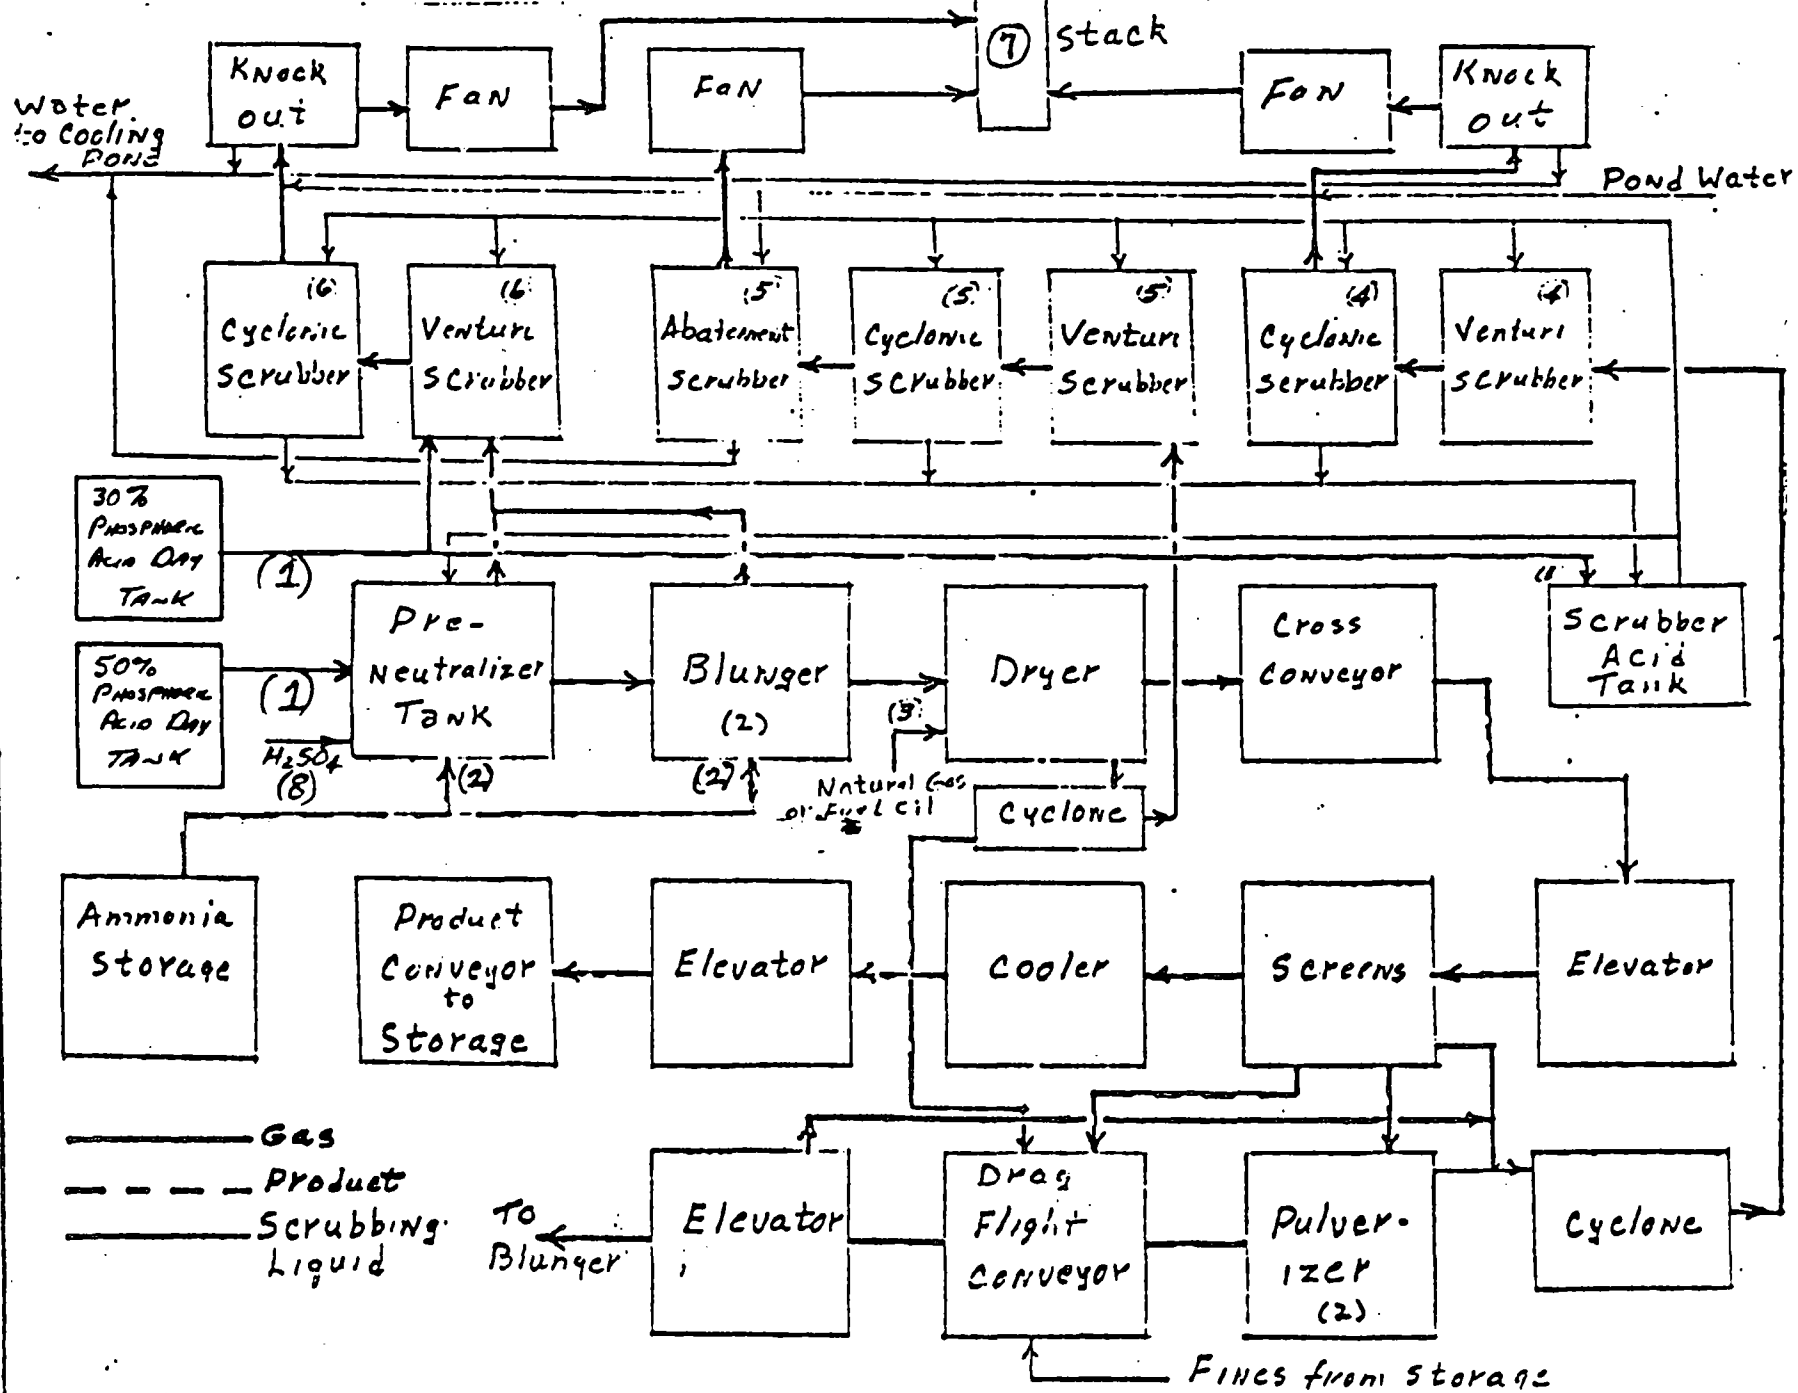 7
Stack
Knock
out
FaN
FaN
FaN
Knock
out
Water
to Cooling
Pond
Pond Water
(6)
Cyclonic
Scrubber
(6)
Venturi
Scrubber
(5)
Abatement
Scrubber
(5)
Cyclonic
Scrubber
(5)
Venturi
Scrubber
(4)
Cyclonic
Scrubber
(4)
Venturi
Scrubber
30%
Phosphoric
Acid Day
Tank
(1)
50%
Phosphoric
Acid Day
Tank
(1)
H₂SO₄
(8)
Pre-
Neutralizer
Tank
(2)
Blunger
(2)
(2)
Dryer
(3)
Natural Gas
or Fuel Oil
Cyclone
Cross
Conveyor
Scrubber
Acid
Tank
Ammonia
Storage
Product
Conveyor
to
Storage
Elevator
Cooler
Screens
Elevator
Gas
Product
Scrubbing
Liquid
To
Blunger
Elevator
Drag
Flight
Conveyor
Pulver-
izer
(2)
Cyclone
Fines from Storage